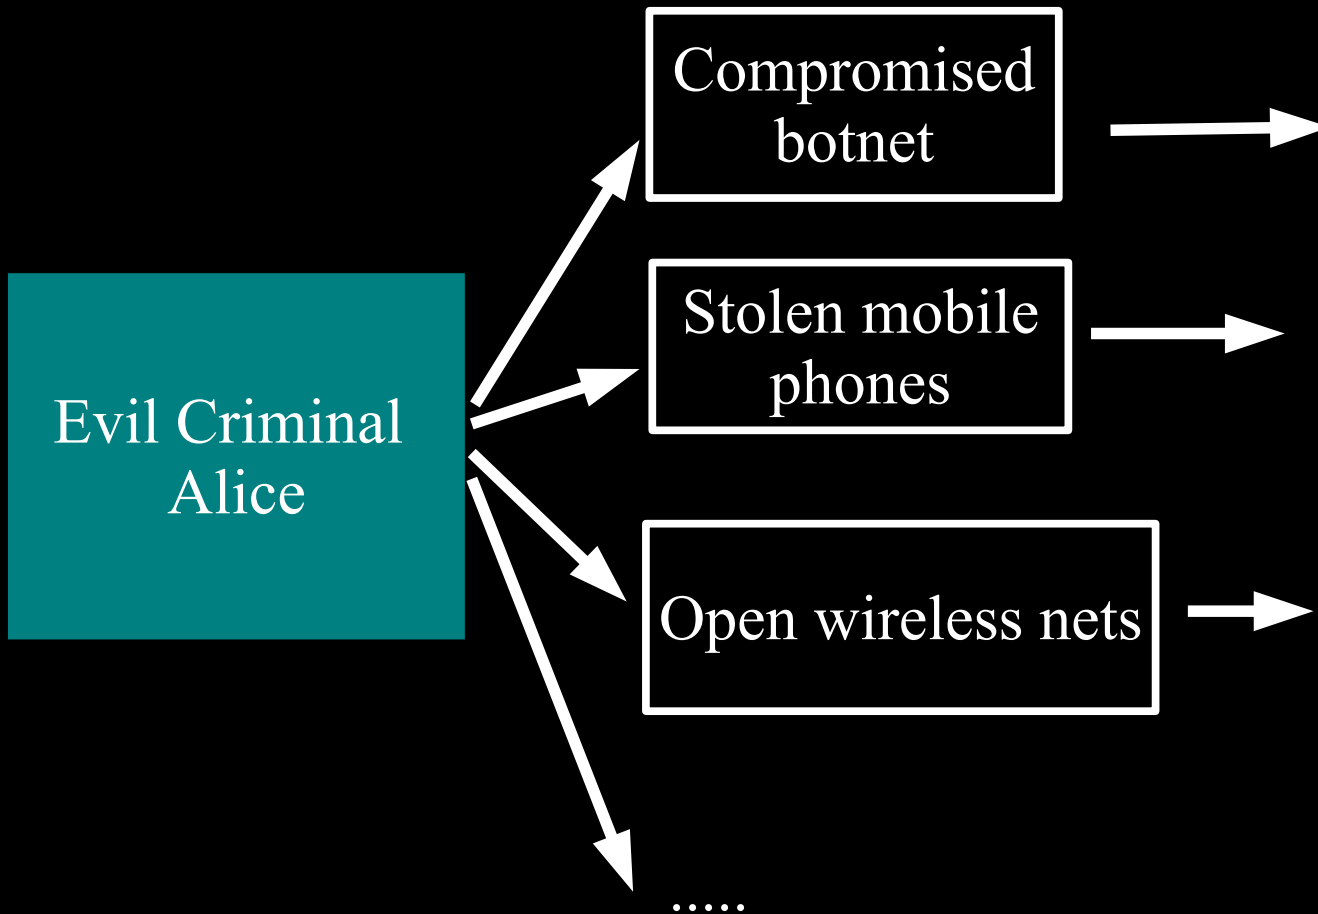 Compromised
botnet
Stolen mobile
phones
Evil Criminal
Alice
Open wireless nets
.....